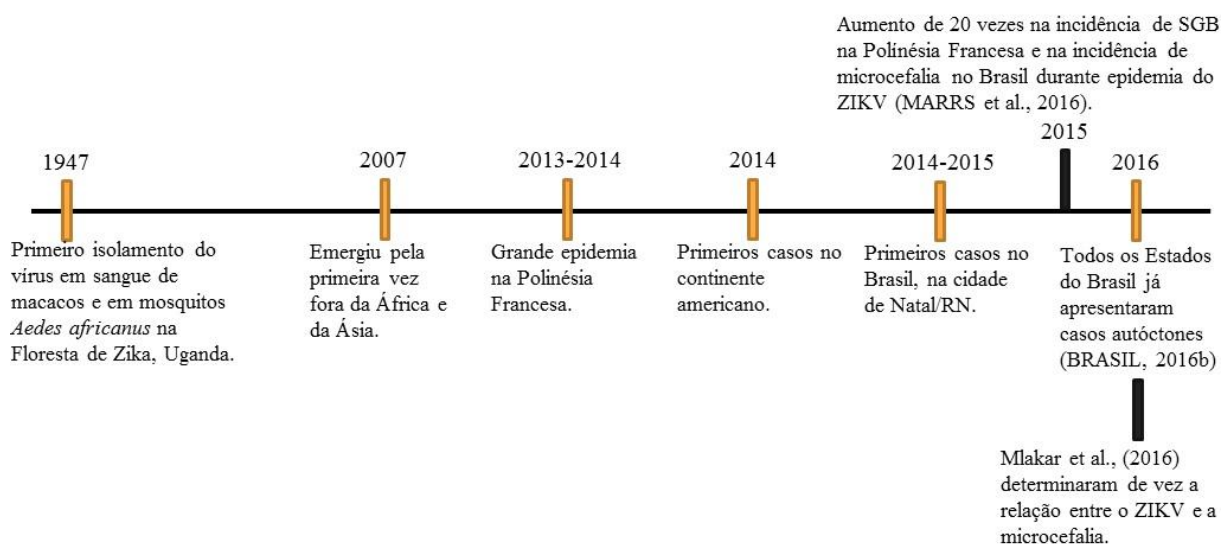 Aumento de 20 vezes na incidência de SGB
na Polinésia Francesa e na incidência de
microcefalia no Brasil durante epidemia do
ZIKV (MARRS et al., 2016).
2015
1947
2007
2013-2014
2014
2014-2015
2016
Primeiro isolamento do
vírus em sangue de
macacos e em mosquitos
Aedes africanus na
Floresta de Zika, Uganda.
Emergiu pela
primeira vez
fora da África e
da Ásia.
Grande epidemia
na Polinésia
Francesa.
Primeiros casos no
continente
americano.
Primeiros casos no
Brasil, na cidade
de Natal/RN.
Todos os Estados
do Brasil já
apresentaram
casos autóctones
(BRASIL, 2016b)
Mlakar et al., (2016)
determinaram de vez a
relação entre o ZIKV e a
microcefalia.